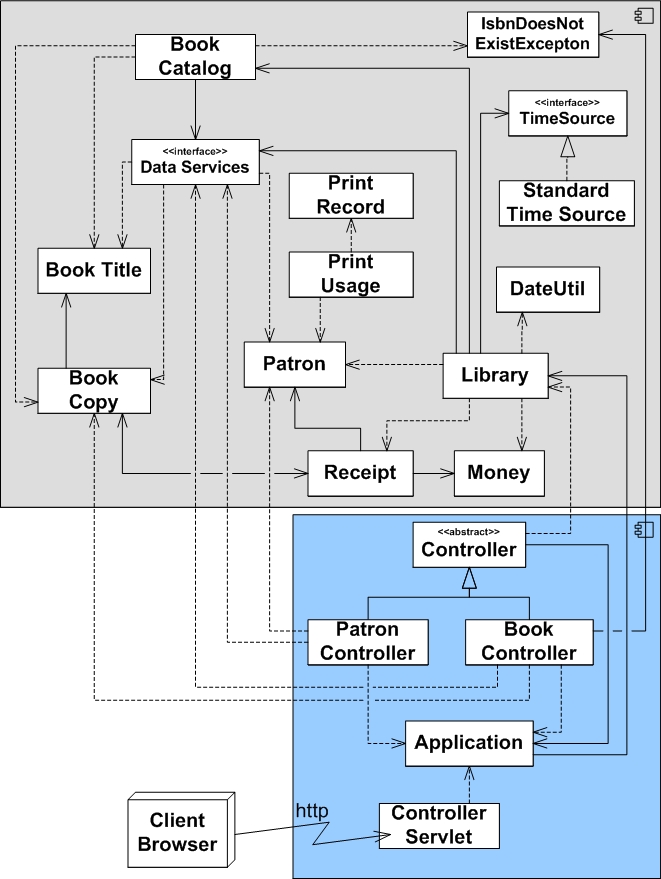 Book
Catalog
IsbnDoesNot
ExistExcepton
<<interface>>
TimeSource
<<interface>>
Data Services
Print
Record
Standard
Time Source
Book Title
Print
Usage
DateUtil
Patron
Library
Book
Copy
Receipt
Money
<<abstract>>
Controller
Patron
Controller
Book
Controller
Application
http
Client
Browser
Controller
Servlet